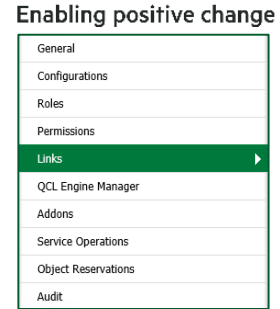 Enabling positive change
General
Configurations
Roles
Permissions
Links
QCL Engine Manager
Addons
Service Operations
Object Reservations
Audit